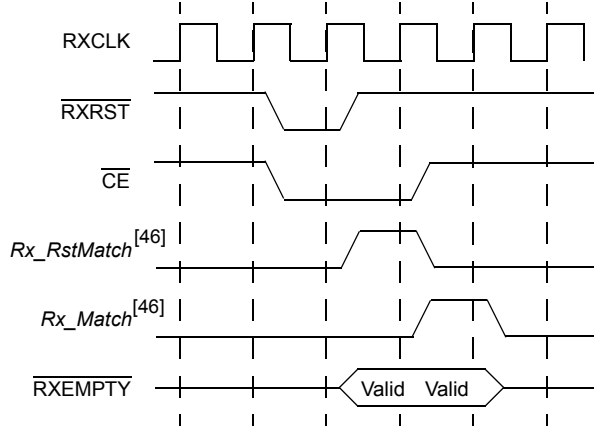 RXCLK
RXRST
CE
Rx_RstMatch[46]
Rx_Match[46]
RXEMPTY Valid Valid